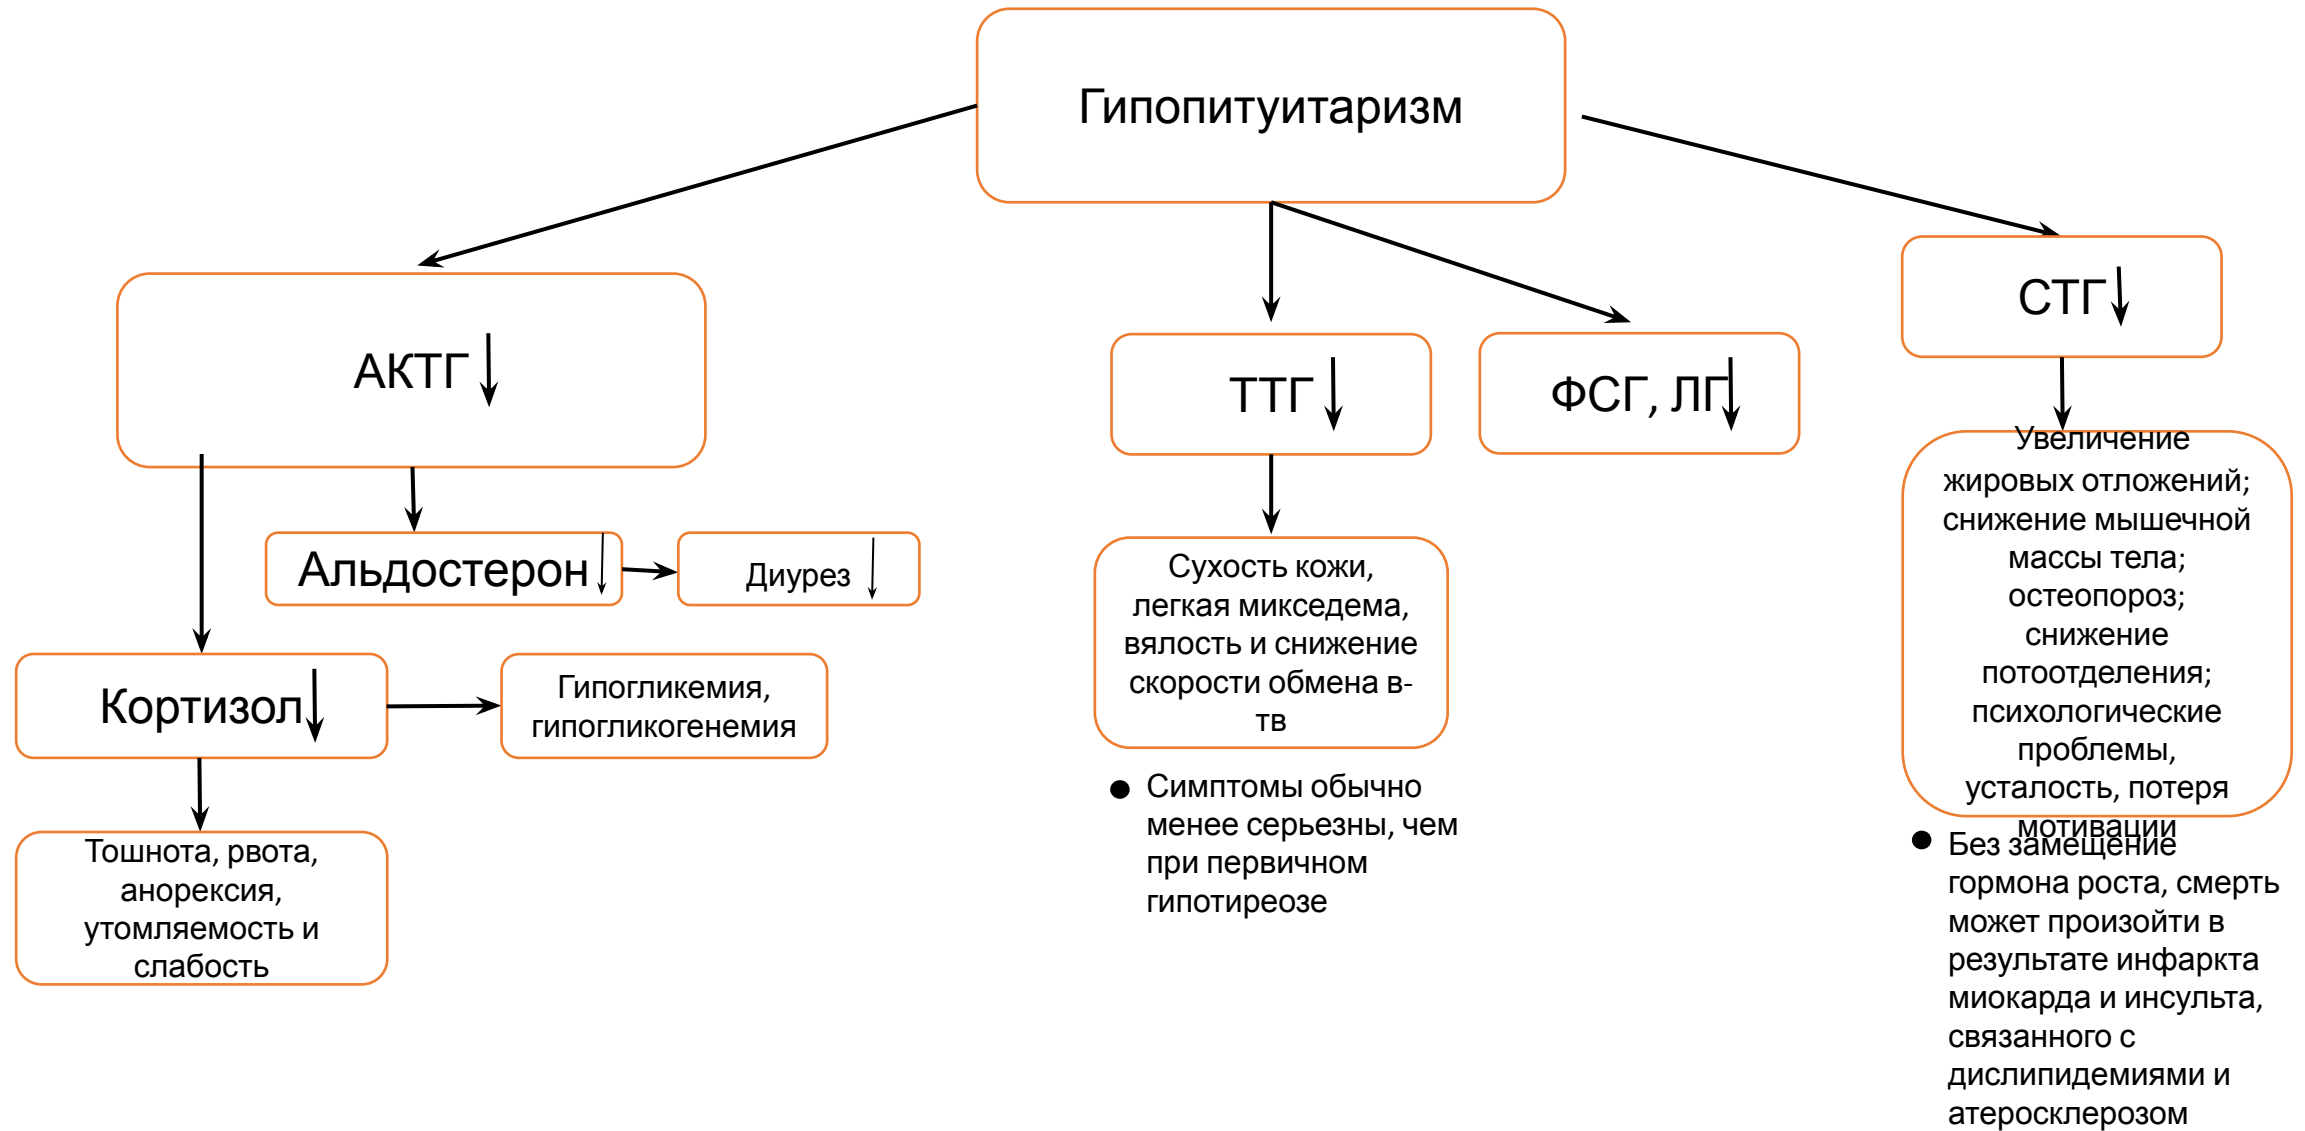 Гипопитуитаризм
АКТГ
ТТГ
ФСГ, ЛГ
СТГ
Альдостерон
Диурез
Кортизол
Гипогликемия,
гипогликогенемия
Тошнота, рвота,
анорексия,
утомляемость и
слабость
Сухость кожи,
легкая микседема,
вялость и снижение
скорости обмена в-
тв
Симптомы обычно
менее серьезны, чем
при первичном
гипотиреозе
Увеличение
жировых отложений;
снижение мышечной
массы тела;
остеопороз;
снижение
потоотделения;
психологические
проблемы,
усталость, потеря
мотивации
Без замещение
гормона роста, смерть
может произойти в
результате инфаркта
миокарда и инсульта,
связанного с
дислипидемиями и
атеросклерозом